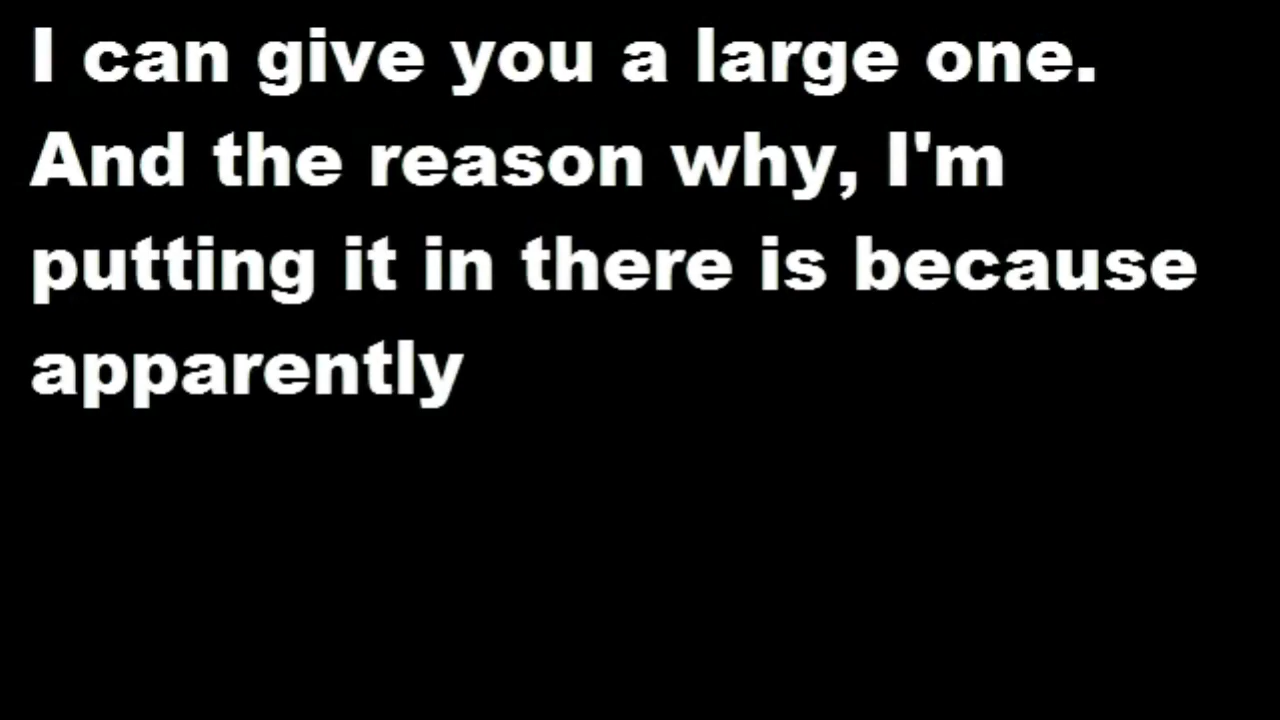 I can give you a large one.
And the reason why, I'm
putting it in there is because
apparently